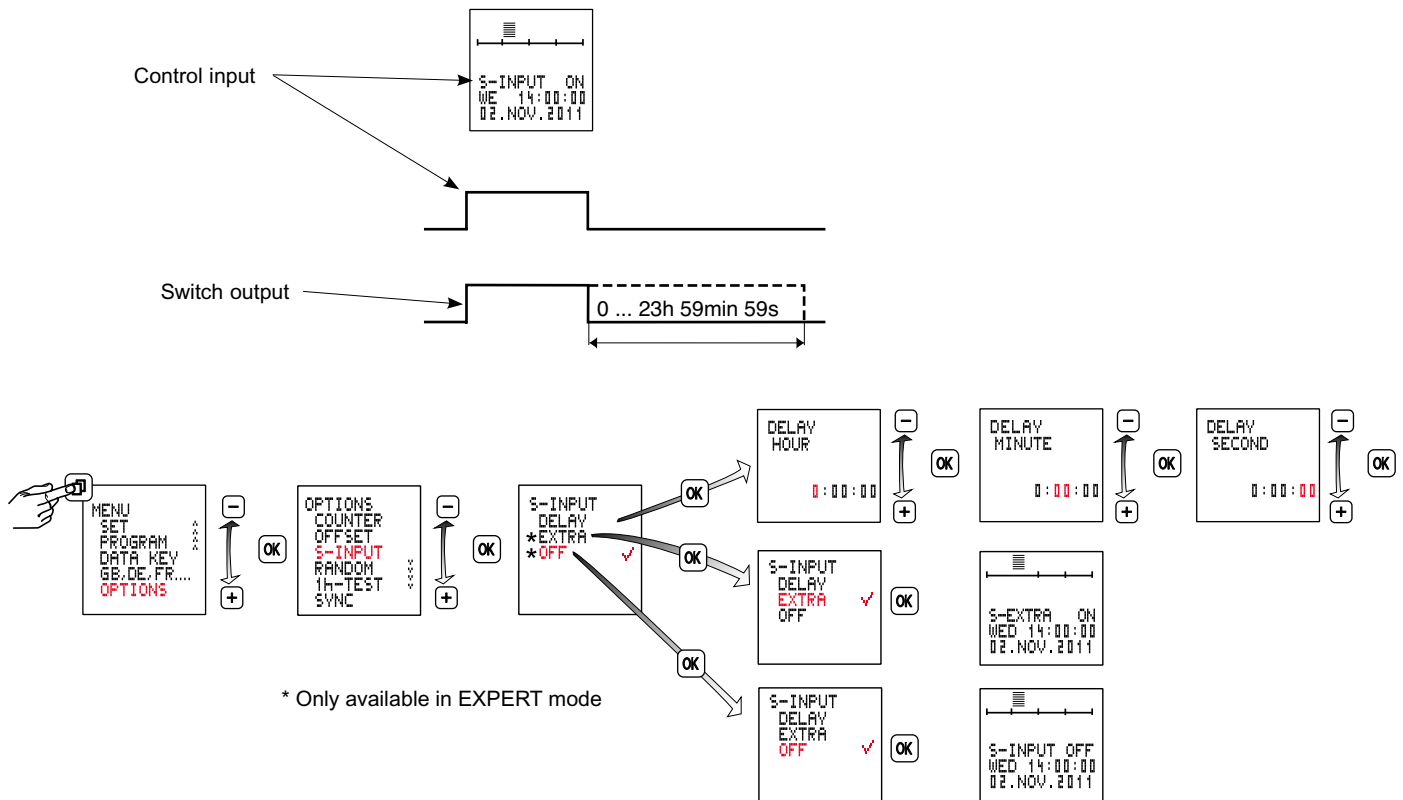 S-INPUT ON
WE 14:00:00
02.NOV.2011
Control input
Switch output
0 ... 23h 59min 59s
MENU
SET
PROGRAM
DATA KEY
GB,DE,FR....
OPTIONS
−
+
OK
OPTIONS
COUNTER
OFFSET
S-INPUT
RANDOM
1h-TEST
SYNC
−
+
OK
S-INPUT
DELAY
*EXTRA
*OFF ✓
OK
DELAY
HOUR
0:00:00
−
+
OK
DELAY
MINUTE
0:00:00
−
+
OK
DELAY
SECOND
0:00:00
−
+
OK
OK
S-INPUT
DELAY
EXTRA ✓
OFF
OK
S-EXTRA ON
WED 14:00:00
02.NOV.2011
OK
S-INPUT
DELAY
EXTRA
OFF ✓
OK
S-INPUT OFF
WED 14:00:00
02.NOV.2011
* Only available in EXPERT mode